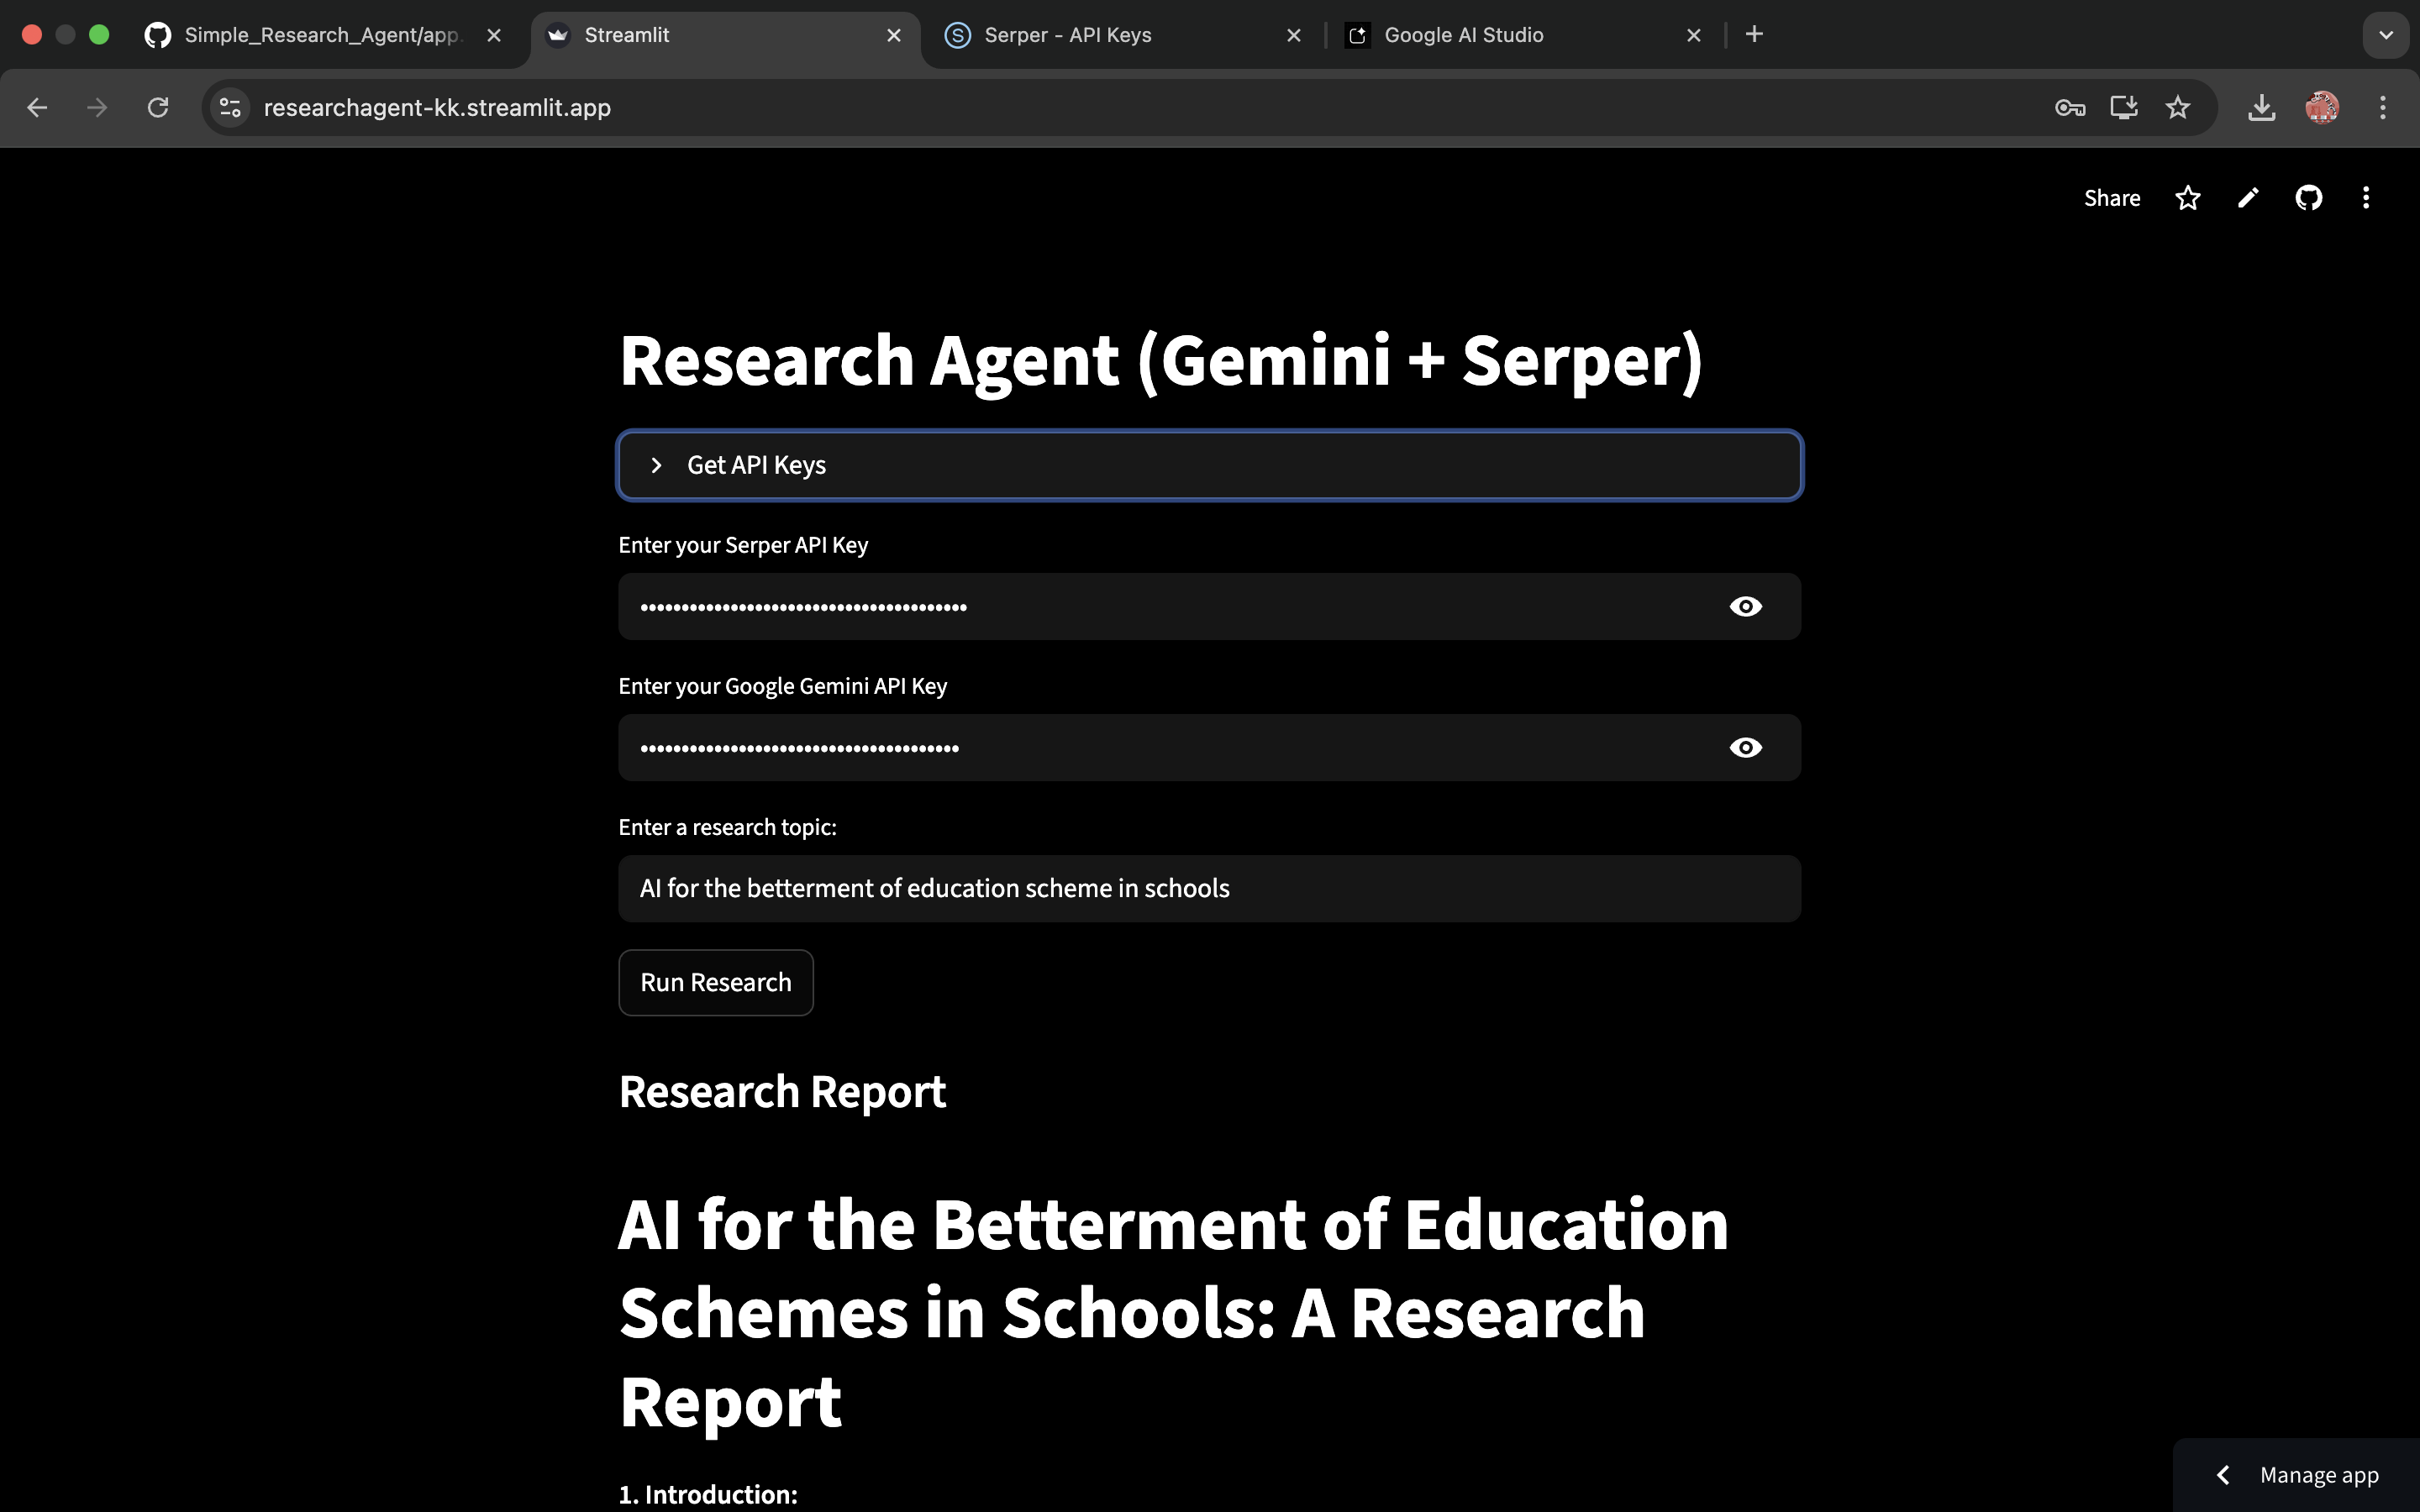 Simple_Research_Agent/app.
Streamlit
Serper - API Keys
Google AI Studio
researchagent-kk.streamlit.app
Share
Research Agent (Gemini + Serper)
Get API Keys
Enter your Serper API Key
••••••••••••••••••••••••••••••••••••••••
Enter your Google Gemini API Key
•••••••••••••••••••••••••••••••••••••••
Enter a research topic:
AI for the betterment of education scheme in schools
Run Research
Research Report
AI for the Betterment of Education
Schemes in Schools: A Research
Report
1. Introduction:
Manage app